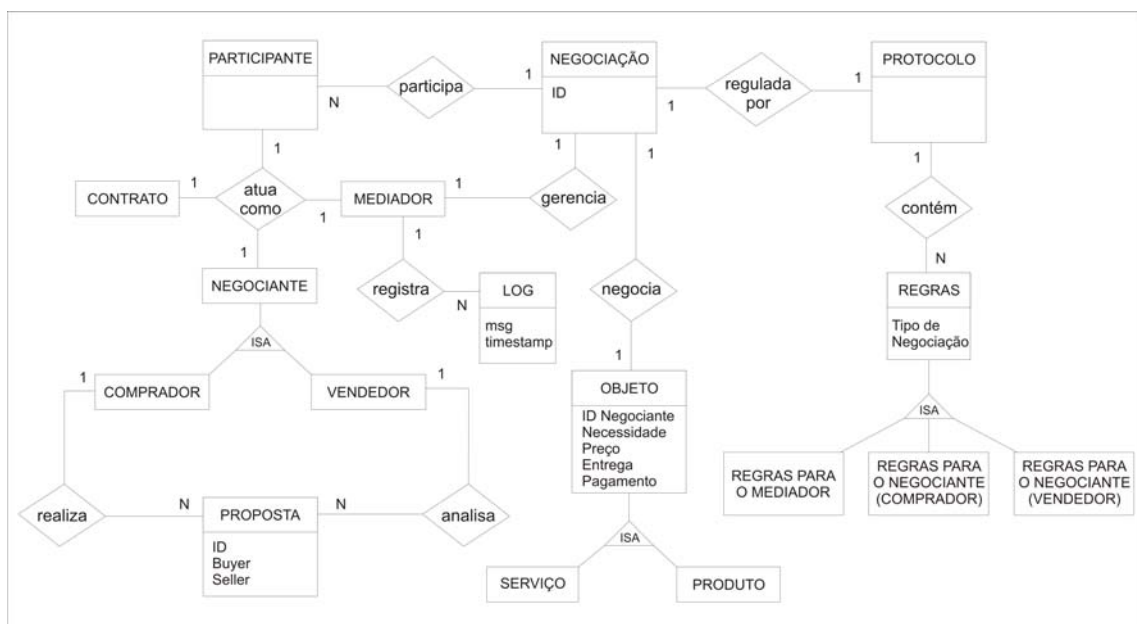 PARTICIPANTE
NEGOCIAÇÃO
PROTOCOLO
ID
participa
regulada
por
N
1
1
1
1
1
1
1
CONTRATO
1
atua
como
1
MEDIADOR
1
gerencia
contém
1
1
N
NEGOCIANTE
registra
N
LOG
negocia
REGRAS
msg
timestamp
Tipo de
Negociação
ISA
1
1
1
COMPRADOR
VENDEDOR
OBJETO
ISA
ID Negociante
Necessidade
Preço
Entrega
Pagamento
REGRAS PARA
O MEDIADOR
REGRAS PARA
O NEGOCIANTE
(COMPRADOR)
REGRAS PARA
O NEGOCIANTE
(VENDEDOR)
realiza
N
PROPOSTA
N
analisa
ID
Buyer
Seller
ISA
SERVIÇO
PRODUTO